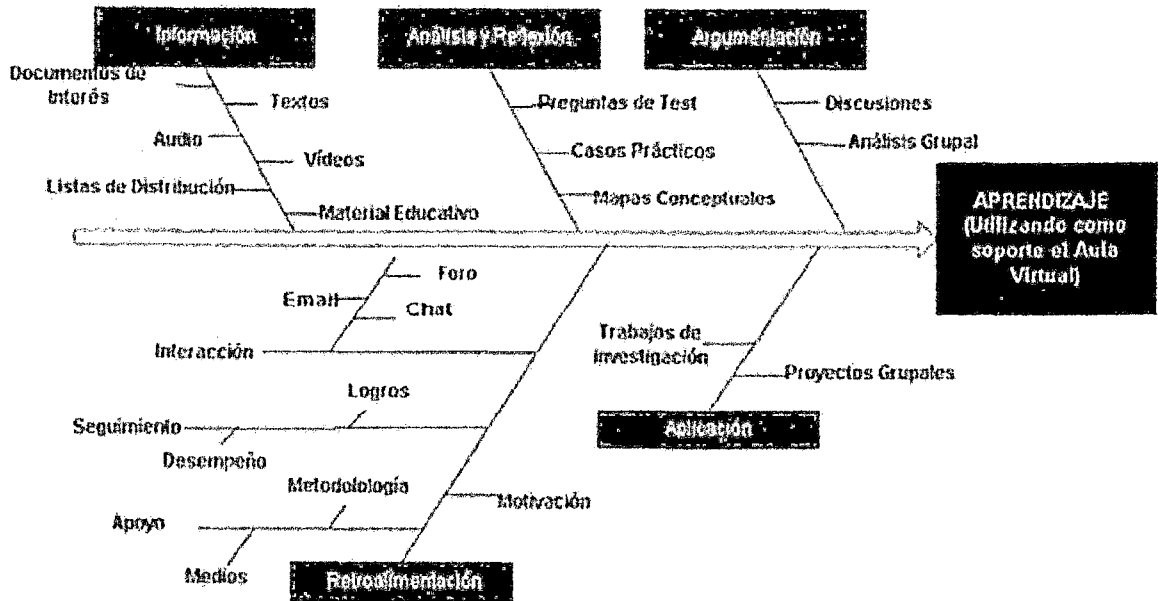 Información
Análisis y Reflexión
Argumentación
Documentos de
Interés
Textos
Audio
Vídeos
Listas de Distribución
Material Educativo
Preguntas de Test
Casos Prácticos
Mapas Conceptuales
Discusiones
Análisis Grupal
APRENDIZAJE
(Utilizando como
soporte el Aula
Virtual)
Foro
Email
Chat
Interacción
Logros
Seguimiento
Desempeño
Metodolología
Motivación
Apoyo
Medios
Retroalimentación
Trabajos de
investigación
Proyectos Grupales
Aplicación